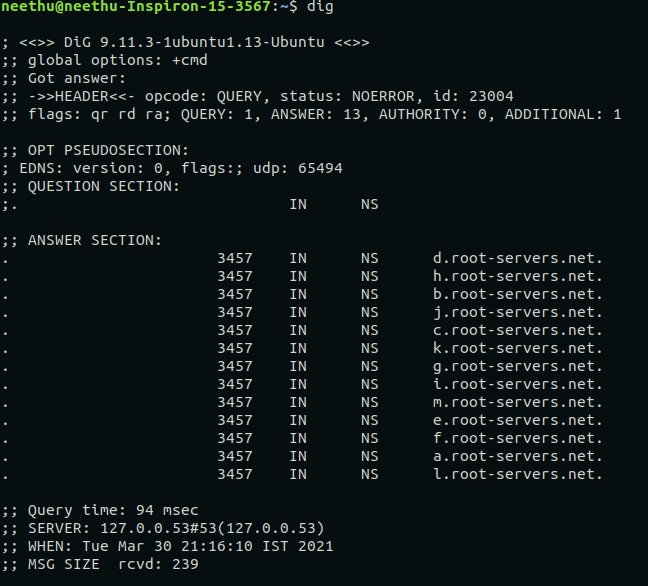 neethu@neethu-Inspiron-15-3567:~$ dig
; <<>> DiG 9.11.3-1ubuntu1.13-Ubuntu <<>>
;; global options: +cmd
;; Got answer:
;; ->>HEADER<<- opcode: QUERY, status: NOERROR, id: 23004
;; flags: qr rd ra; QUERY: 1, ANSWER: 13, AUTHORITY: 0, ADDITIONAL: 1
;; OPT PSEUDOSECTION:
; EDNS: version: 0, flags:; udp: 65494
;; QUESTION SECTION:
;. IN NS
;; ANSWER SECTION:
. 3457 IN NS d.root-servers.net.
. 3457 IN NS h.root-servers.net.
. 3457 IN NS b.root-servers.net.
. 3457 IN NS j.root-servers.net.
. 3457 IN NS c.root-servers.net.
. 3457 IN NS k.root-servers.net.
. 3457 IN NS g.root-servers.net.
. 3457 IN NS i.root-servers.net.
. 3457 IN NS m.root-servers.net.
. 3457 IN NS e.root-servers.net.
. 3457 IN NS f.root-servers.net.
. 3457 IN NS a.root-servers.net.
. 3457 IN NS l.root-servers.net.
;; Query time: 94 msec
;; SERVER: 127.0.0.53#53(127.0.0.53)
;; WHEN: Tue Mar 30 21:16:10 IST 2021
;; MSG SIZE rcvd: 239